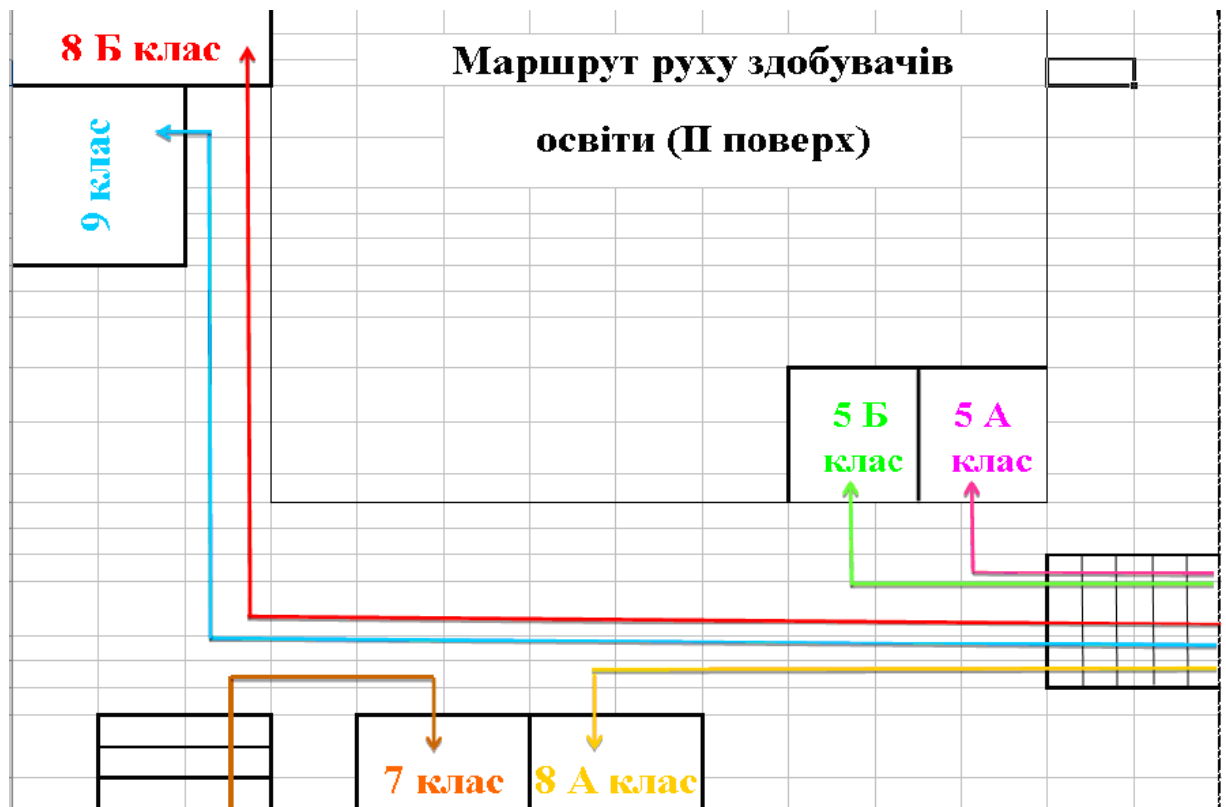 8 Б клас
Маршрут руху здобувачів
освіти (ІІ поверх)
9 клас
5 Б
клас
5 А
клас
7 клас
8 А клас